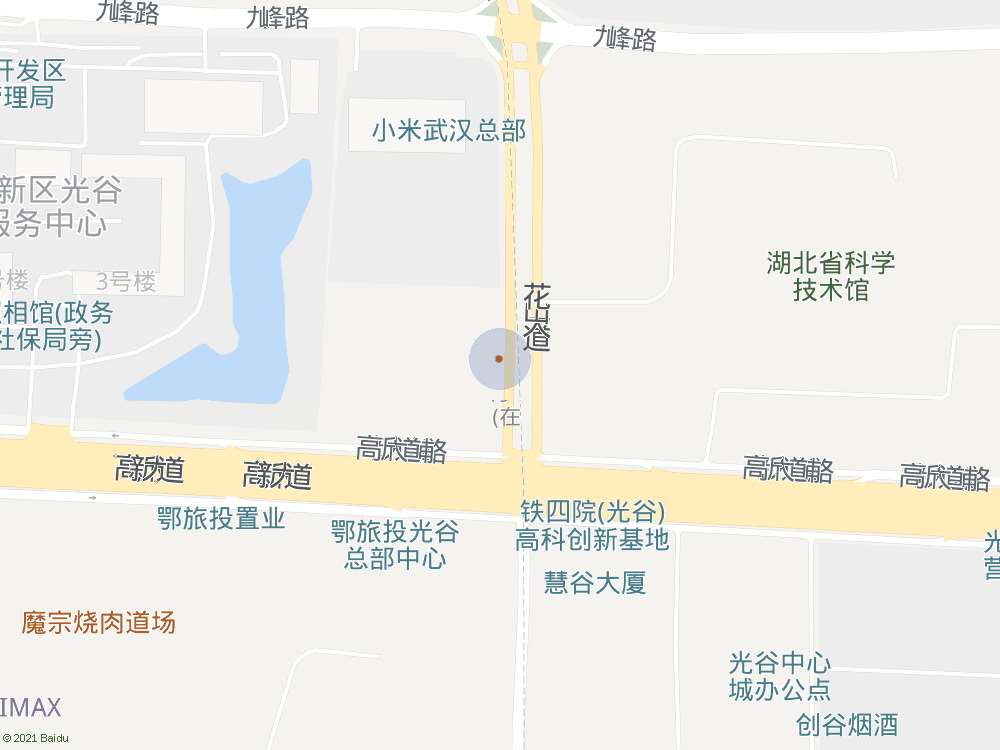 九峰路
九峰路
九峰路
开发区
管理局
小米武汉总部
新区光谷
服务中心
3号楼
号楼
相馆(政务
社保局旁)
湖北省科学
技术馆
花山大道
(在
高新大道辅路
高新大道
高新大道
高新大道辅路
高新大道辅路
鄂旅投置业
鄂旅投光谷
总部中心
铁四院(光谷)
高科创新基地
光
营
慧谷大厦
魔宗烧肉道场
光谷中心
城办公点
IMAX
创谷烟酒
© 2021 Baidu